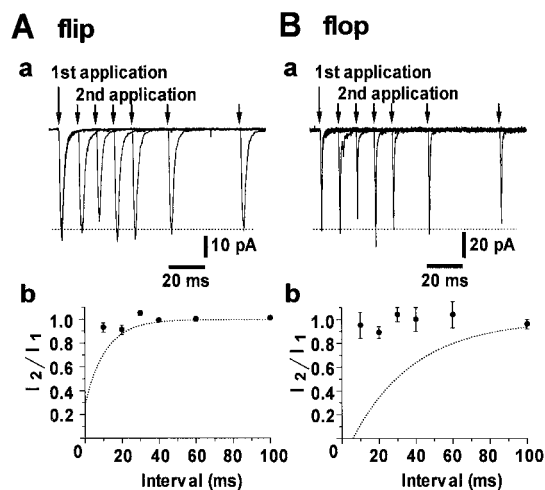 A flip
a
1st application
2nd application
10 pA
20 ms
b
I2/I1
1.0
0.8
0.6
0.4
0.2
0 20 40 60 80 100
Interval (ms)
B flop
a
1st application
2nd application
20 pA
20 ms
b
I2/I1
1.0
0.8
0.6
0.4
0.2
0 20 40 60 80 100
Interval (ms)